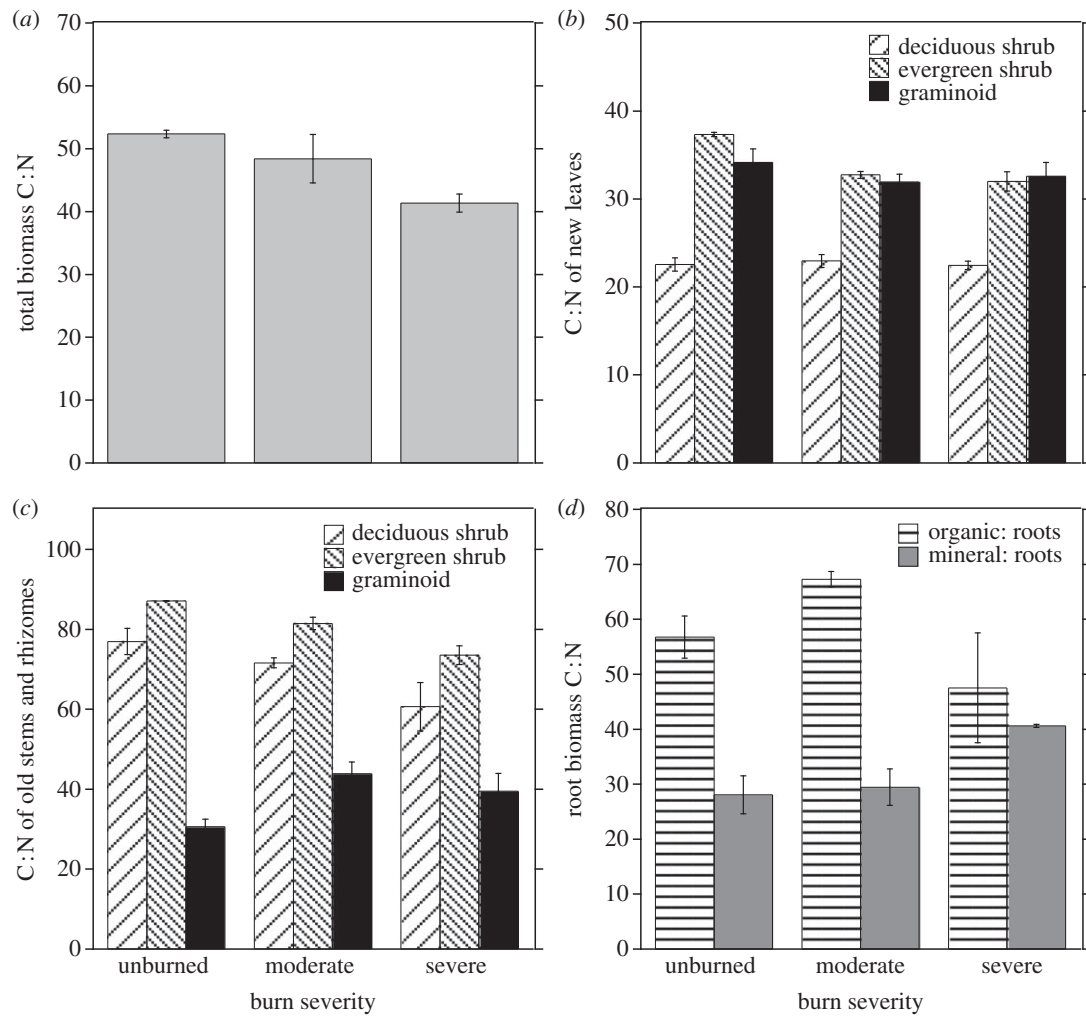 (a)
70
60
50
40
30
20
10
0
total biomass C:N
(b)
50
40
30
20
10
0
C:N of new leaves
deciduous shrub
evergreen shrub
graminoid
(c)
100
80
60
40
20
0
C:N of old stems and rhizomes
deciduous shrub
evergreen shrub
graminoid
unburned moderate severe
burn severity
(d)
80
70
60
50
40
30
20
10
0
root biomass C:N
organic: roots
mineral: roots
unburned moderate severe
burn severity